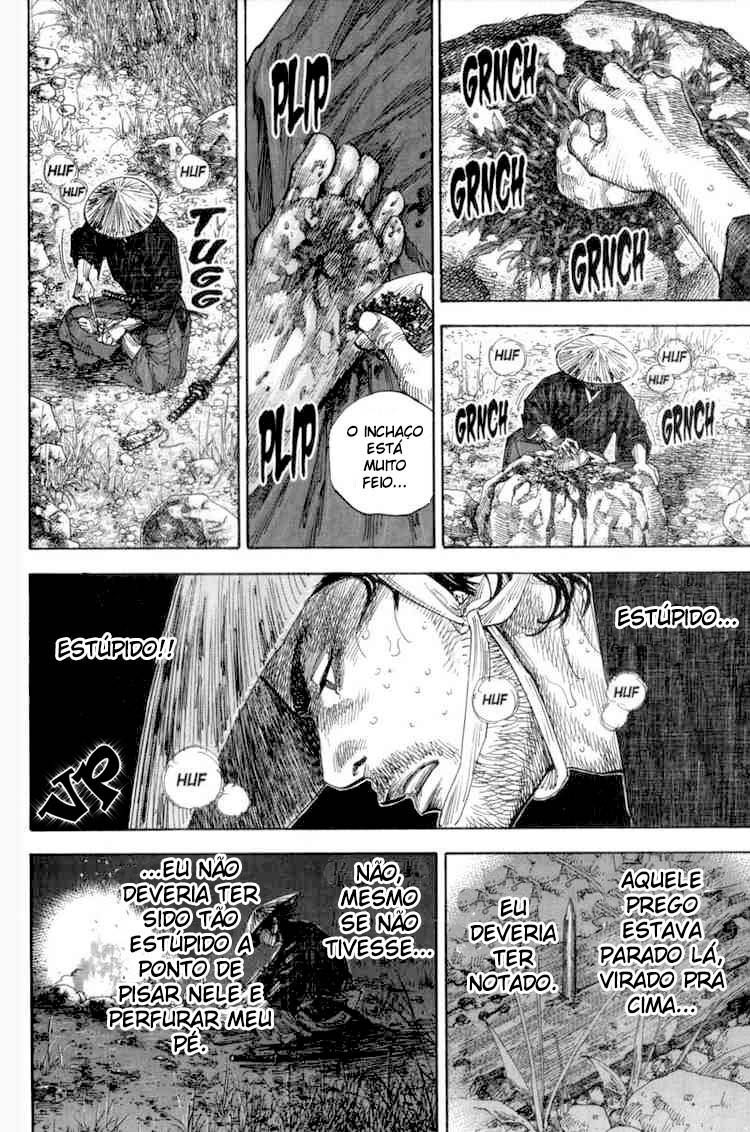 GRNCH
GRNCH
GRNCH
HUF
HUF
HUF
GRNCH
GRNCH
PLIP
PLIP
O INCHAÇO
ESTÁ
MUITO
FEIO...
HUF
HUF
HUF
TUGG
ESTÚPIDO...
HUF
HUF
HUF
ESTÚPIDO!!
VP
AQUELE
PREGO
ESTAVA
PARADO LÁ,
VIRADO PRA
CIMA...
EU
DEVERIA
TER
NOTADO.
NÃO,
MESMO
SE NÃO
TIVESSE...
...EU NÃO
DEVERIA TER
SIDO TÃO
ESTÚPIDO A
PONTO DE
PISAR NELE E
PERFURAR MEU
PÉ.